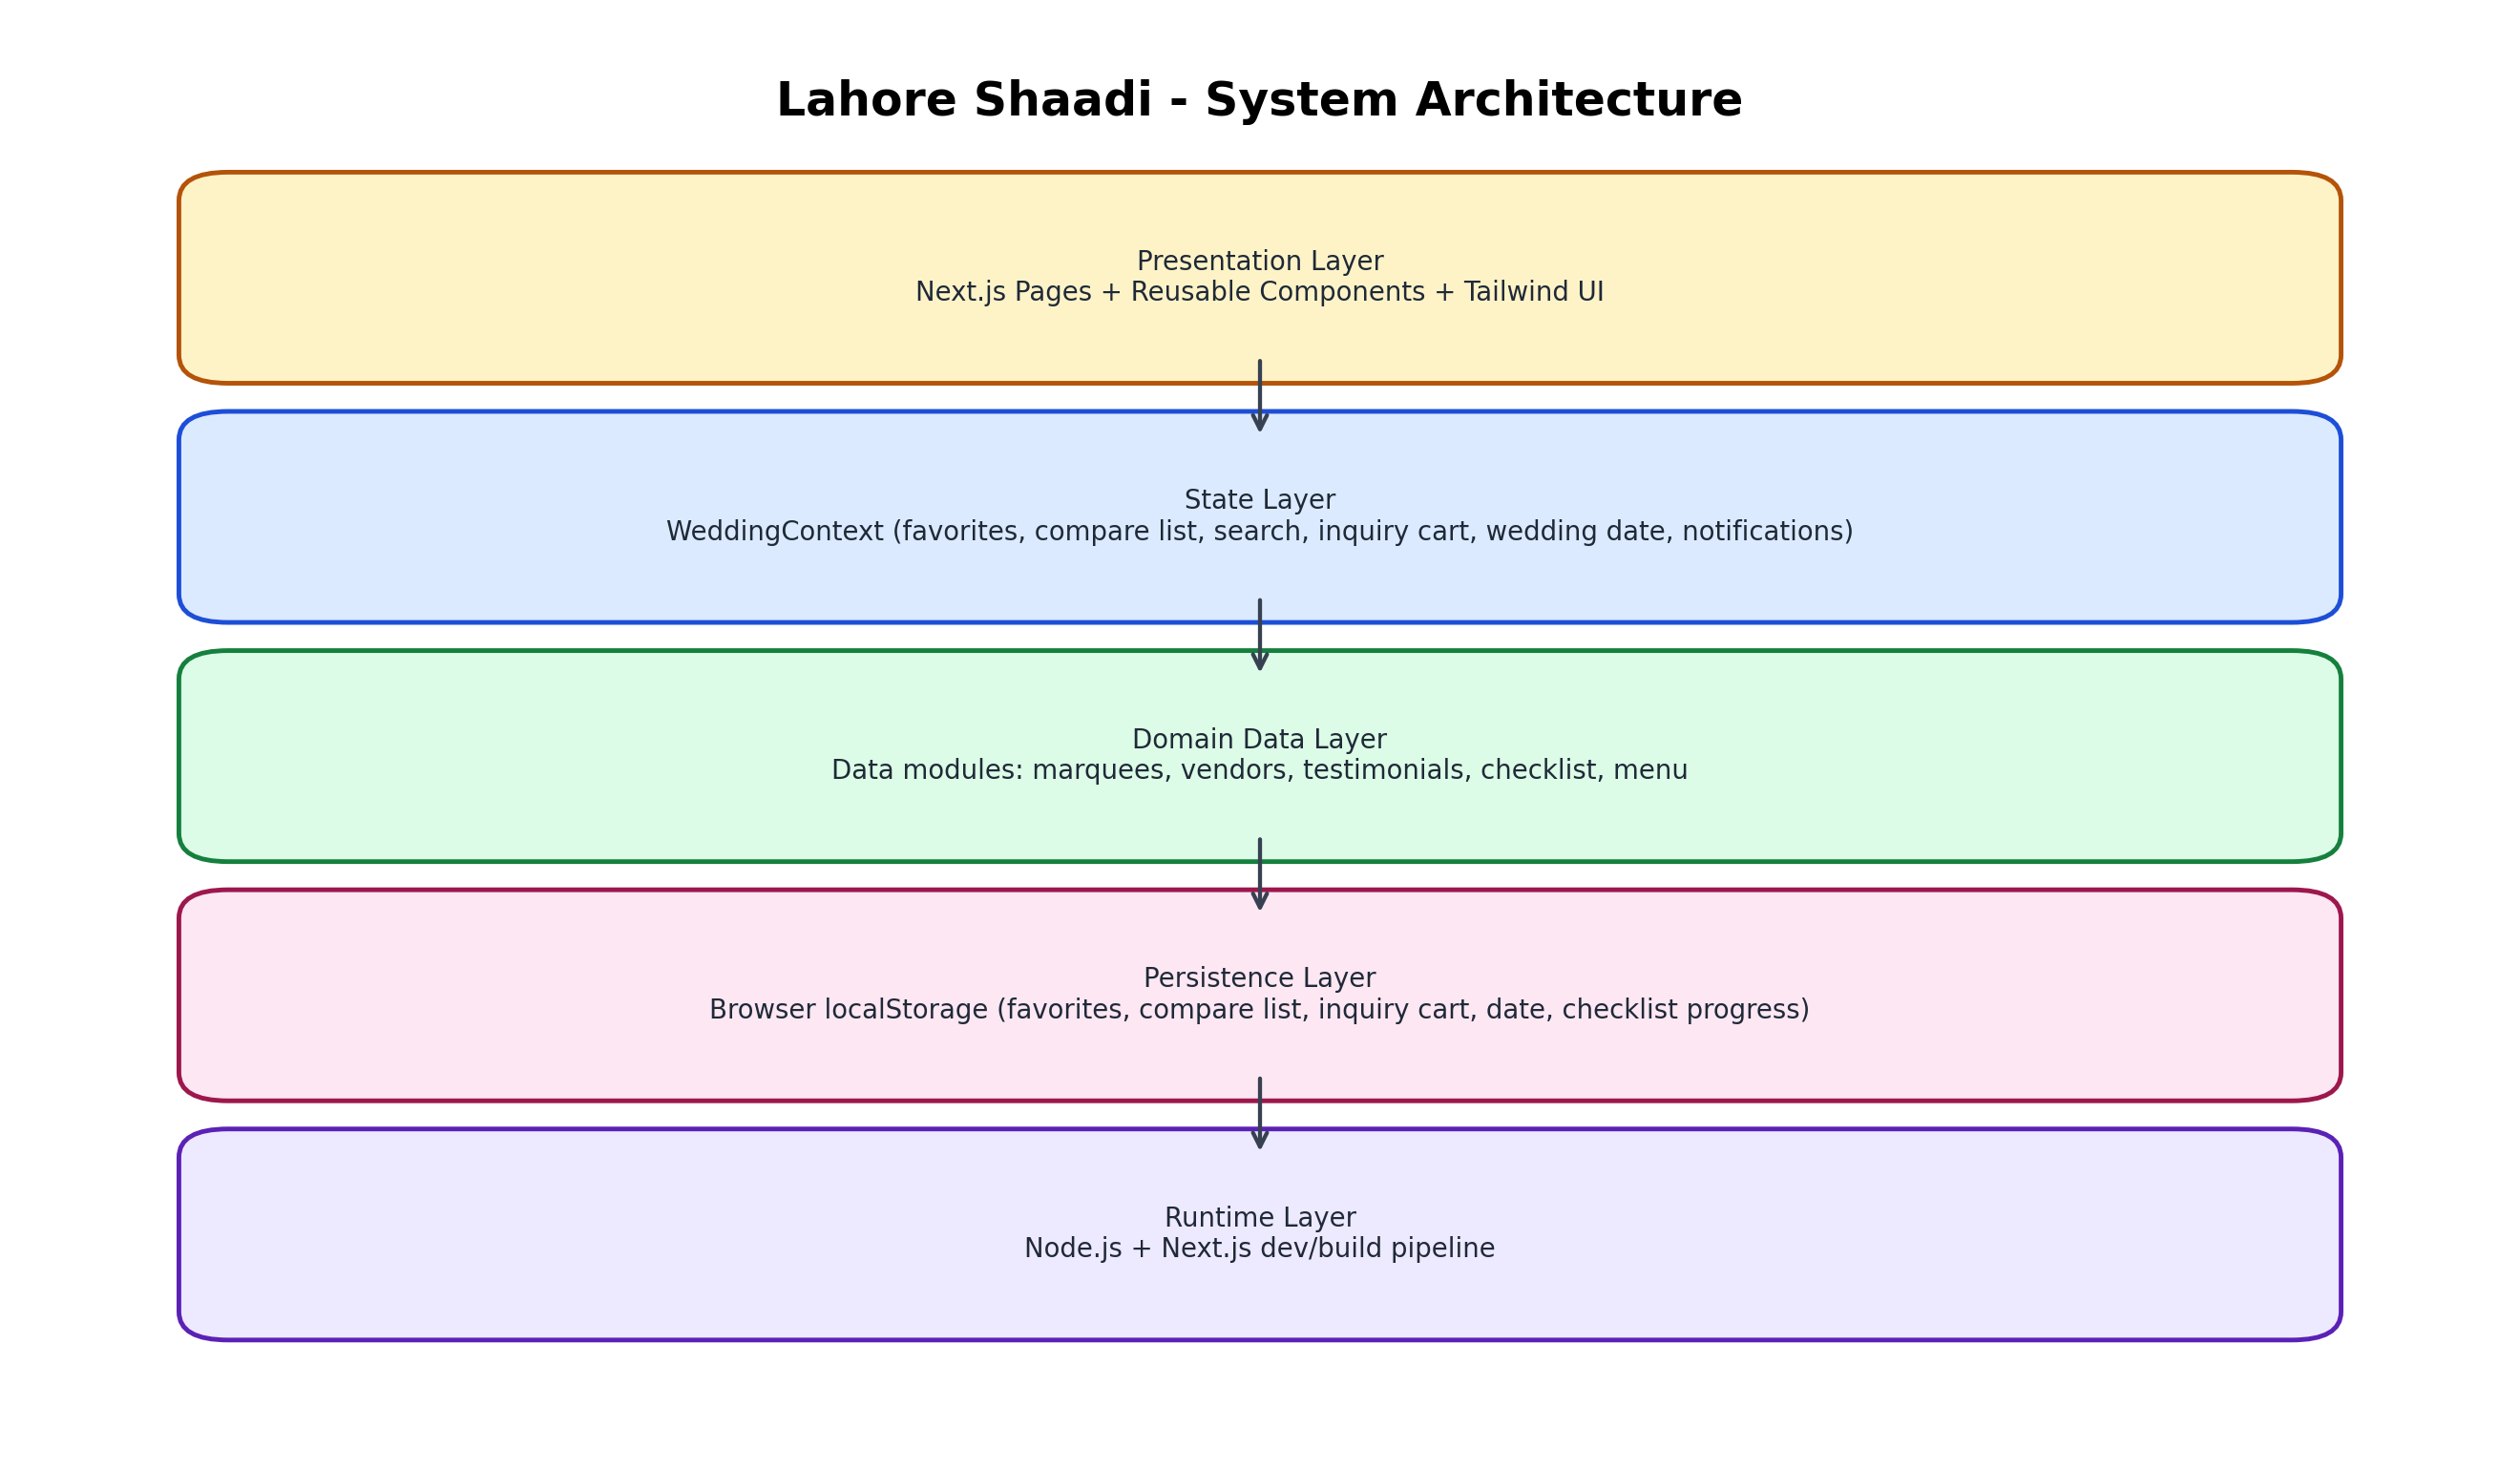 Lahore Shaadi - System Architecture
Presentation Layer
Next.js Pages + Reusable Components + Tailwind UI
State Layer
WeddingContext (favorites, compare list, search, inquiry cart, wedding date, notifications)
Domain Data Layer
Data modules: marquees, vendors, testimonials, checklist, menu
Persistence Layer
Browser localStorage (favorites, compare list, inquiry cart, date, checklist progress)
Runtime Layer
Node.js + Next.js dev/build pipeline